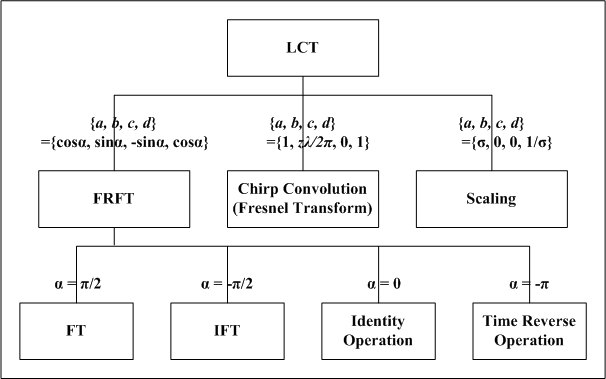 LCT
{a, b, c, d}
={cosα, sinα, -sinα, cosα}
{a, b, c, d}
={1, zλ/2π, 0, 1}
{a, b, c, d}
={σ, 0, 0, 1/σ}
FRFT
Chirp Convolution
(Fresnel Transform)
Scaling
α = π/2
α = -π/2
α = 0
α = -π
FT
IFT
Identity
Operation
Time Reverse
Operation